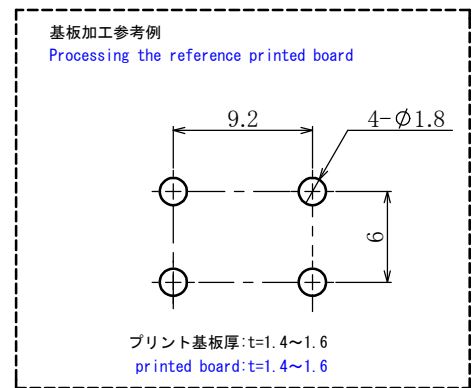 基板加工参考例
Processing the reference printed board
9.2
4-∅1.8
6
プリント基板厚:t=1.4～1.6
printed board:t=1.4～1.6